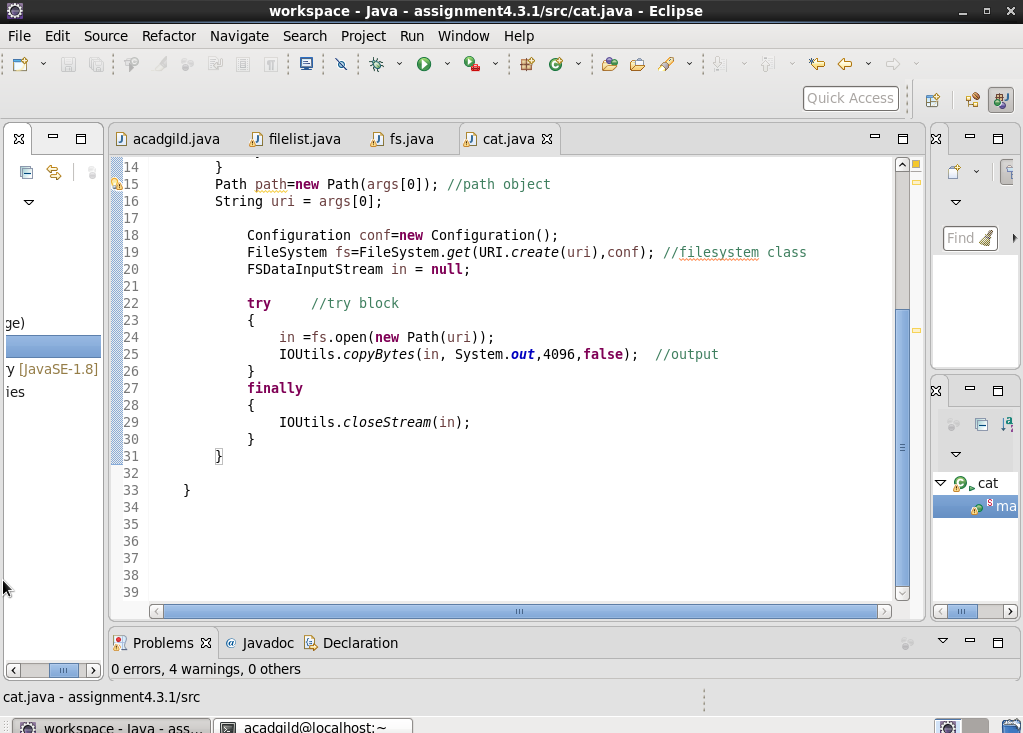 workspace - Java - assignment4.3.1/src/cat.java - Eclipse
File Edit Source Refactor Navigate Search Project Run Window Help
Quick Access
acadgild.java filelist.java fs.java cat.java
ge)
y [JavaSE-1.8]
ies
14 }
15 Path path=new Path(args[0]); //path object
16 String uri = args[0];
17
18 Configuration conf=new Configuration();
19 FileSystem fs=FileSystem.get(URI.create(uri),conf); //filesystem class
20 FSDataInputStream in = null;
21
22 try //try block
23 {
24 in =fs.open(new Path(uri));
25 IOUtils.copyBytes(in, System.out,4096,false); //output
26 }
27 finally
28 {
29 IOUtils.closeStream(in);
30 }
31 }
32
33 }
34
35
36
37
38
39
Find
cat
ma
Problems Javadoc Declaration
0 errors, 4 warnings, 0 others
cat.java - assignment4.3.1/src
workspace - Java - ass... acadgild@localhost:~